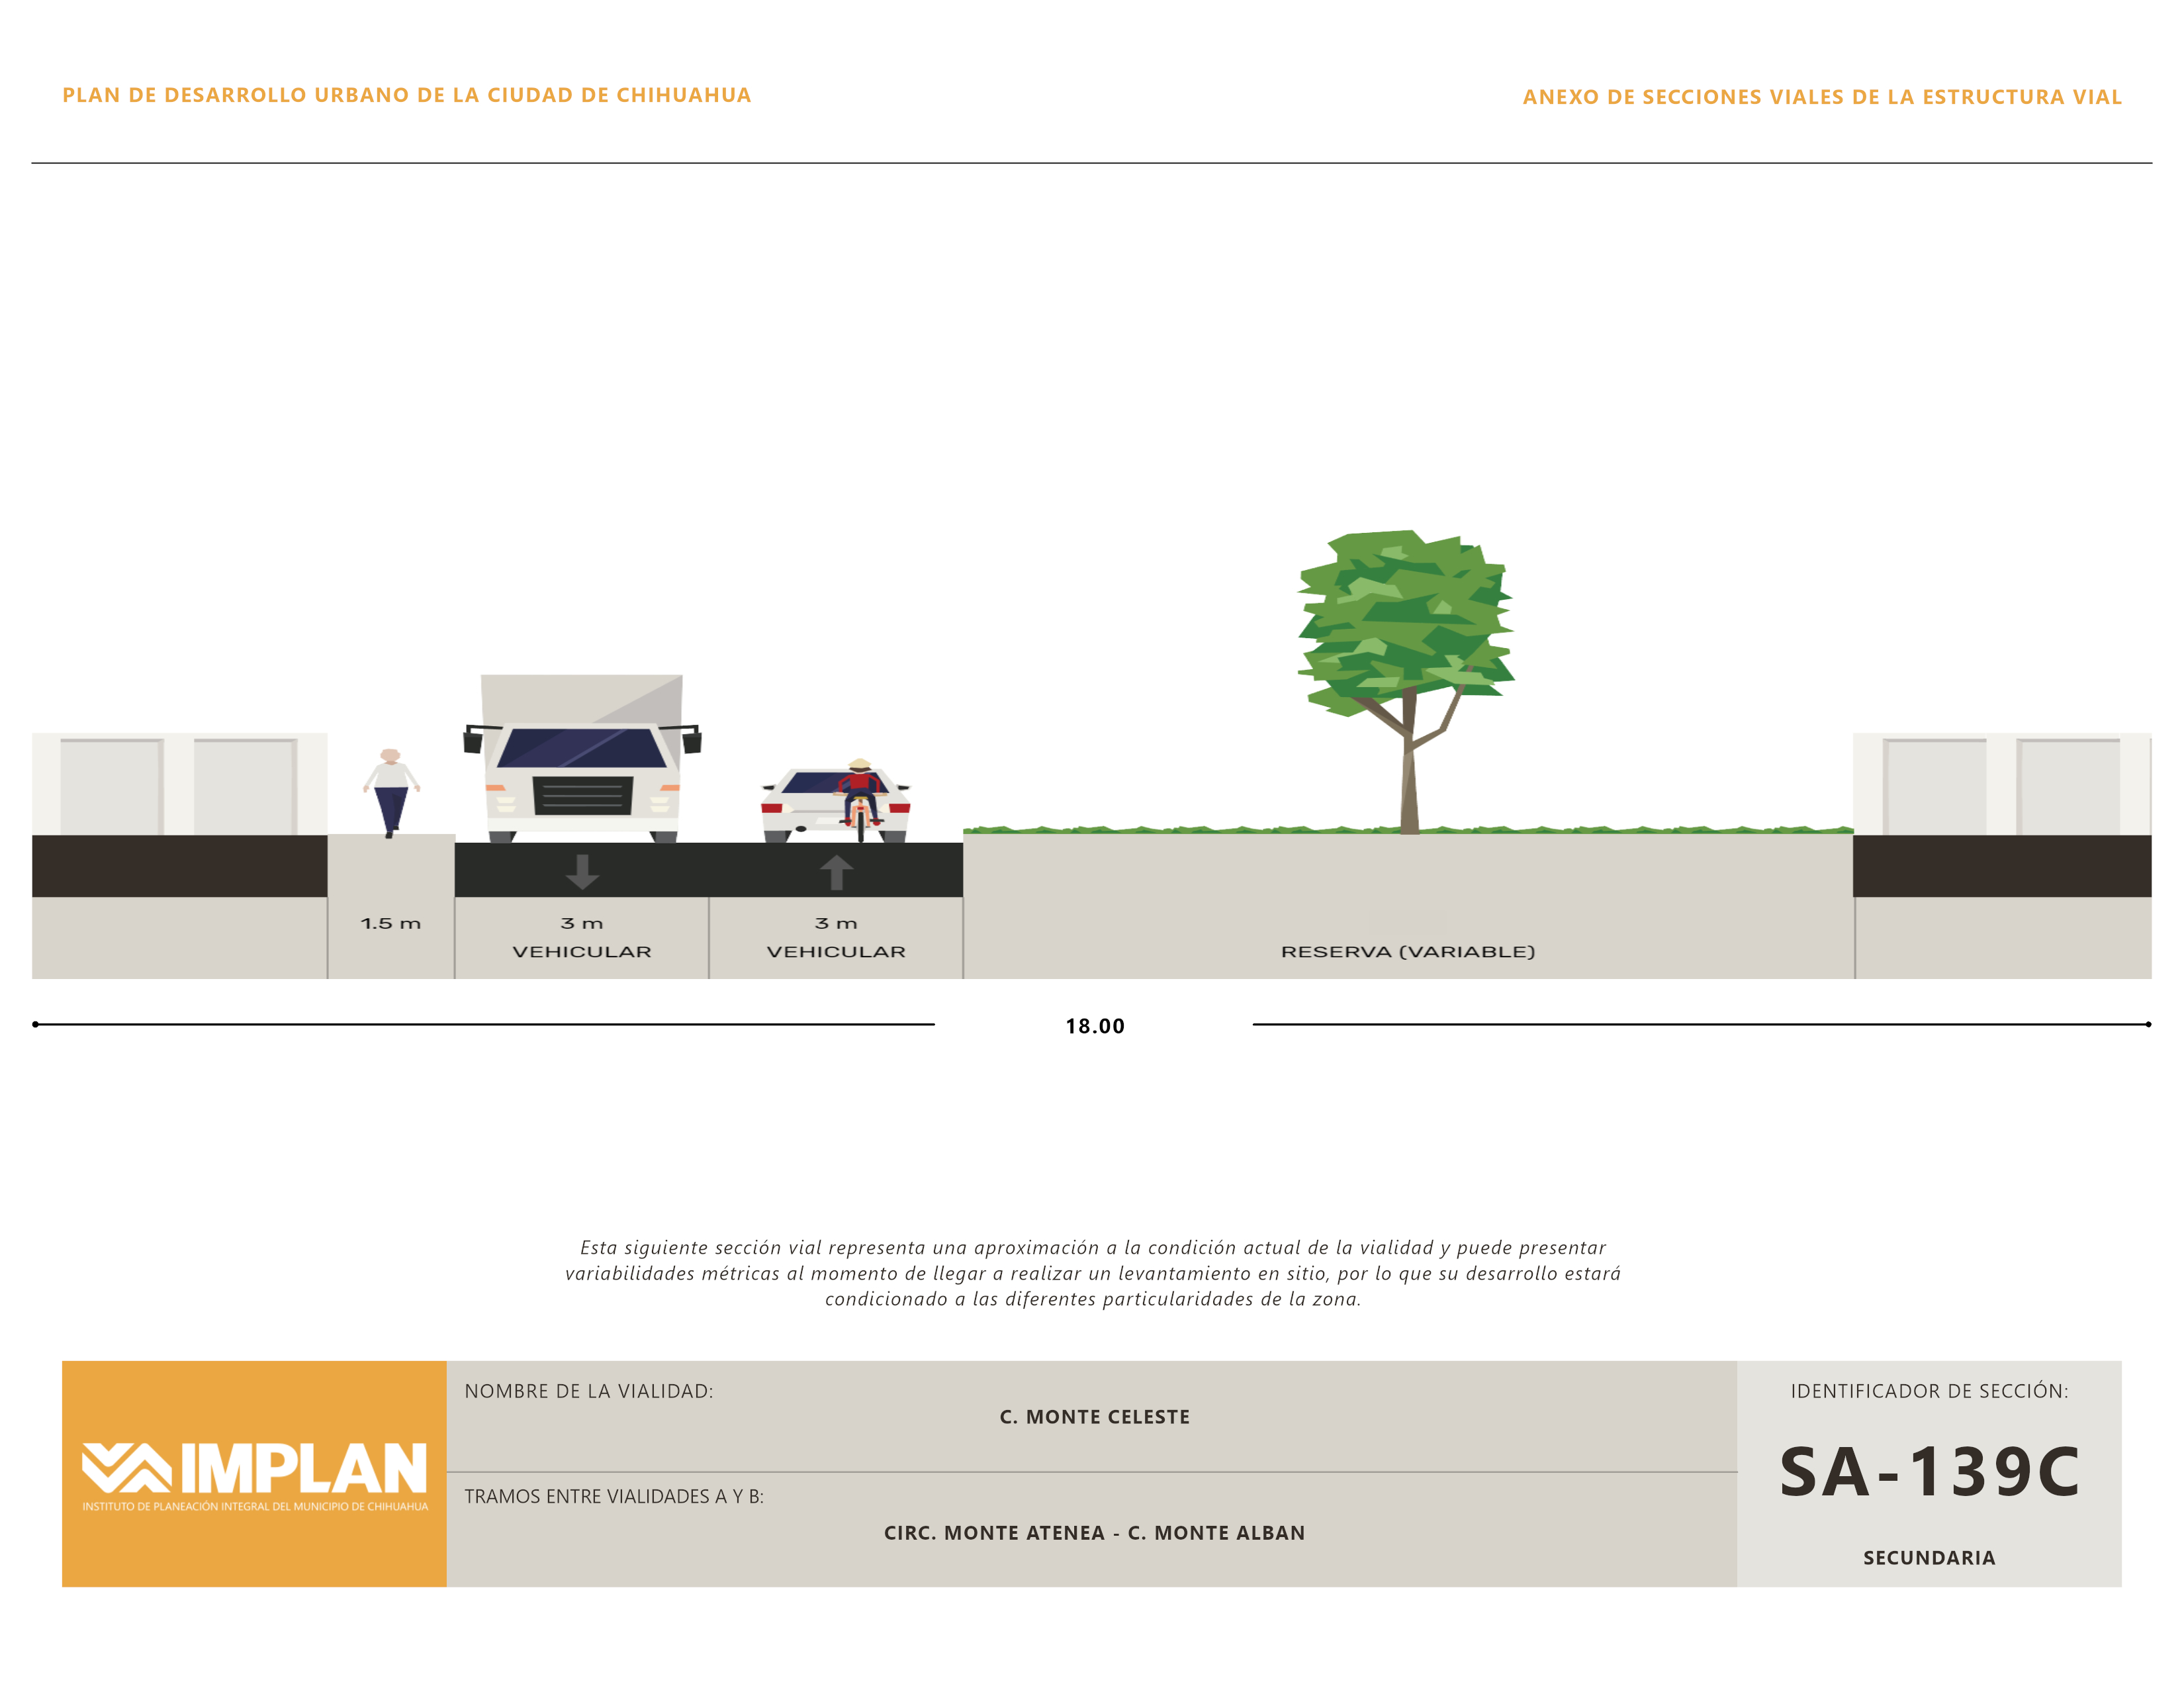 PLAN DE DESARROLLO URBANO DE LA CIUDAD DE CHIHUAHUA
ANEXO DE SECCIONES VIALES DE LA ESTRUCTURA VIAL
1.5 m
3 m
VEHICULAR
3 m
VEHICULAR
RESERVA (VARIABLE)
18.00
Esta siguiente sección vial representa una aproximación a la condición actual de la vialidad y puede presentar
variabilidades métricas al momento de llegar a realizar un levantamiento en sitio, por lo que su desarrollo estará
condicionado a las diferentes particularidades de la zona.
IMPLAN
INSTITUTO DE PLANEACIÓN INTEGRAL DEL MUNICIPIO DE CHIHUAHUA
NOMBRE DE LA VIALIDAD:
C. MONTE CELESTE
TRAMOS ENTRE VIALIDADES A Y B:
CIRC. MONTE ATENEA - C. MONTE ALBAN
IDENTIFICADOR DE SECCIÓN:
SA-139C
SECUNDARIA